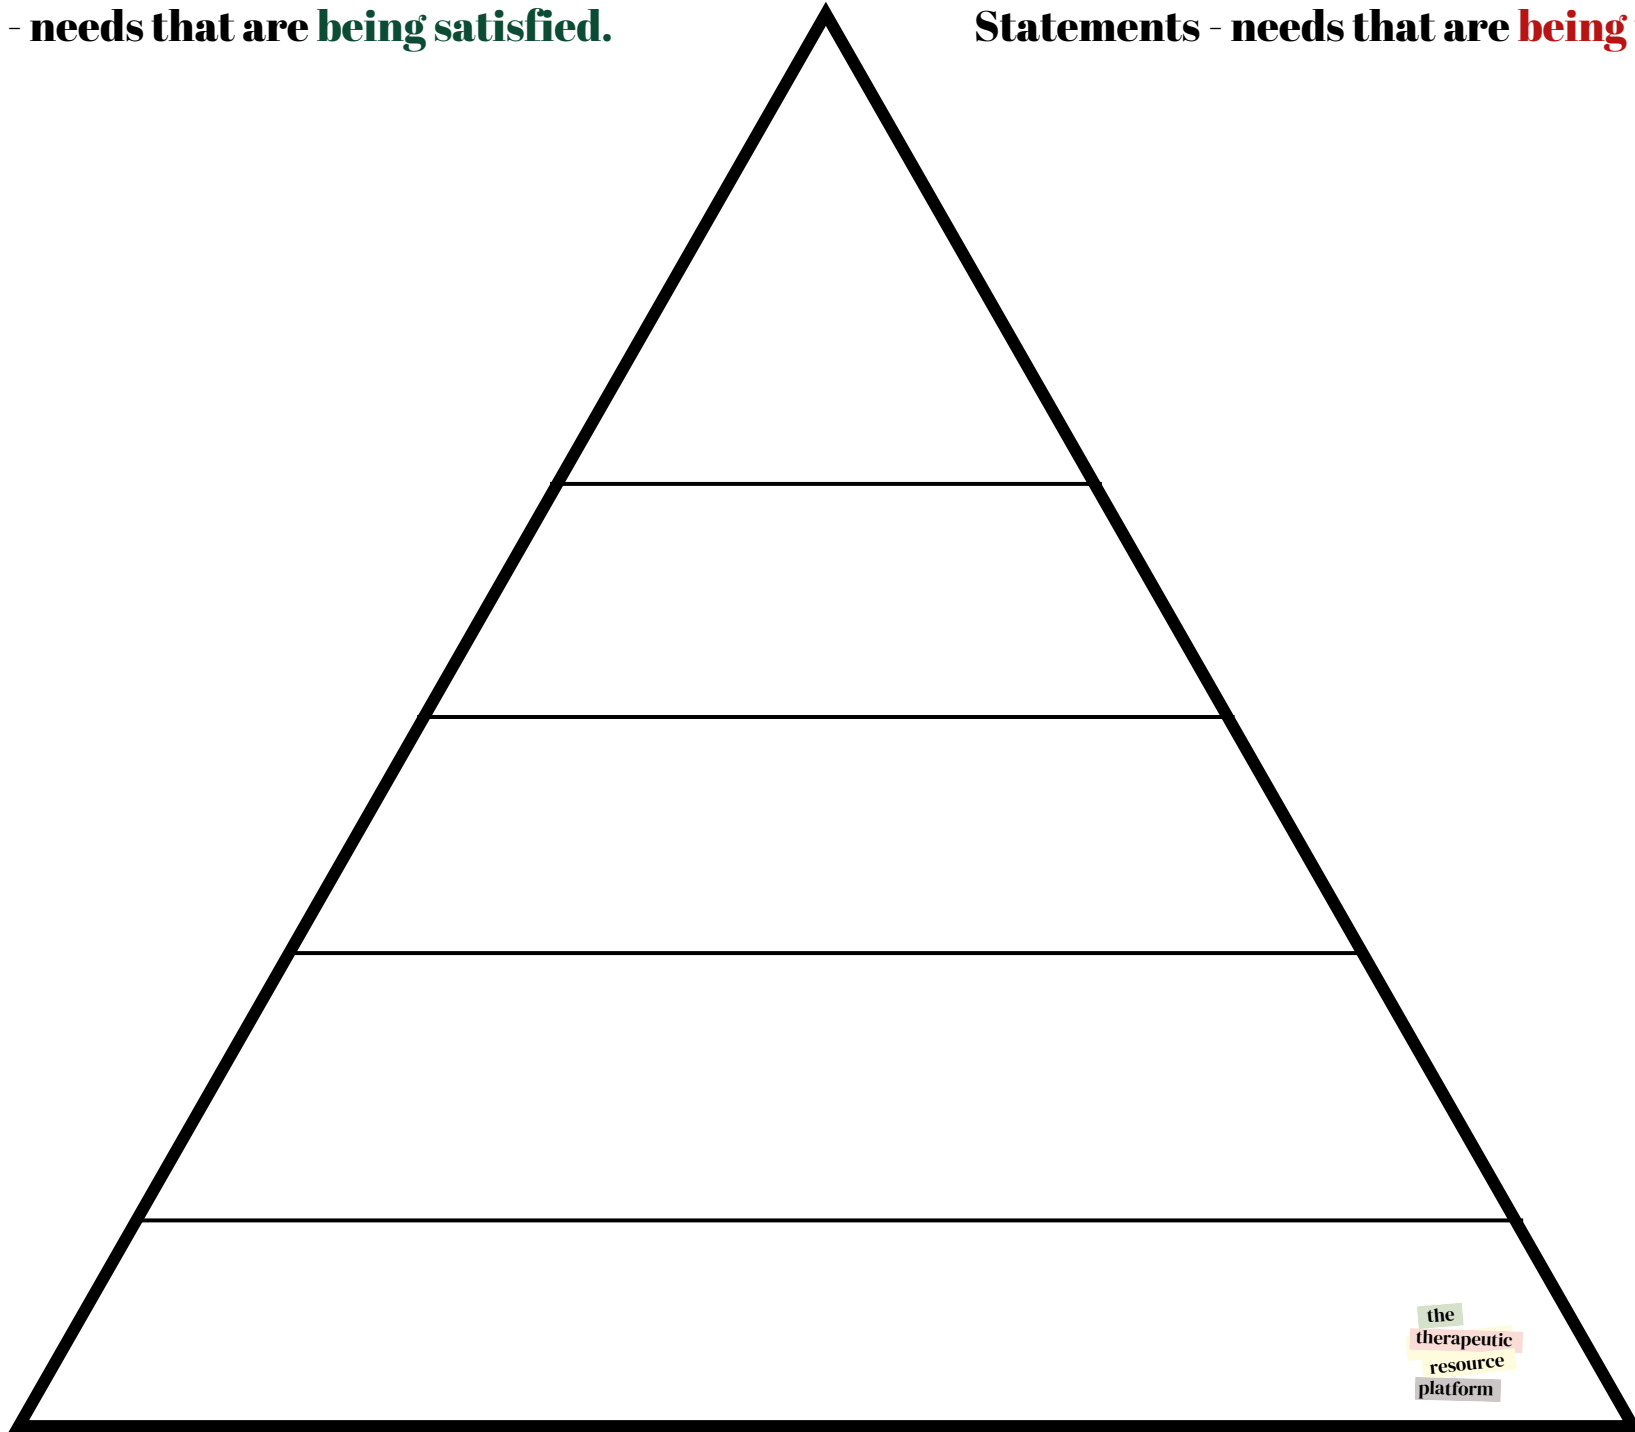 - needs that are being satisfied.
Statements - needs that are being
the
therapeutic
resource
platform